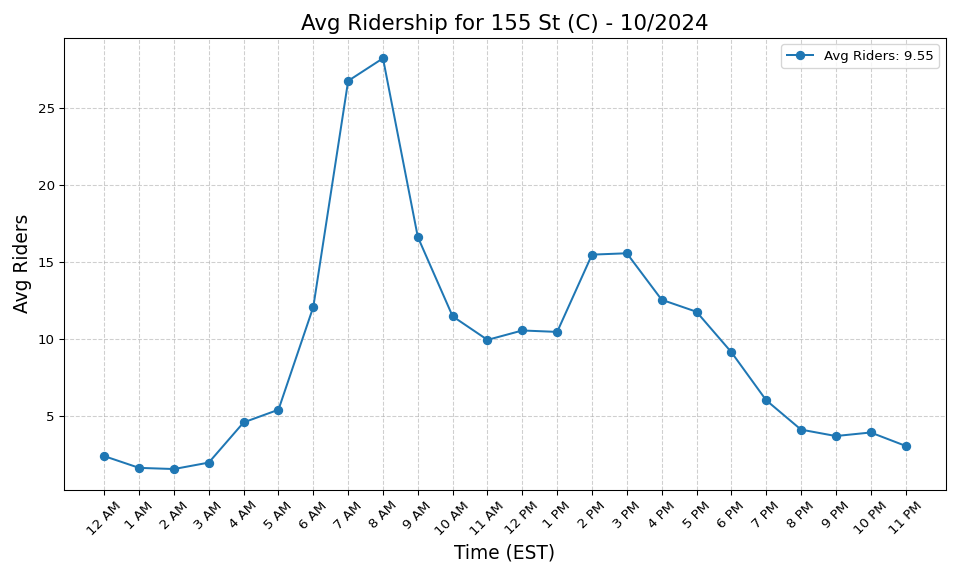 Avg Ridership for 155 St (C) - 10/2024
Avg Riders: 9.55
Avg Riders
25
20
15
10
5
12 AM
1 AM
2 AM
3 AM
4 AM
5 AM
6 AM
7 AM
8 AM
9 AM
10 AM
11 AM
12 PM
1 PM
2 PM
3 PM
4 PM
5 PM
6 PM
7 PM
8 PM
9 PM
10 PM
11 PM
Time (EST)